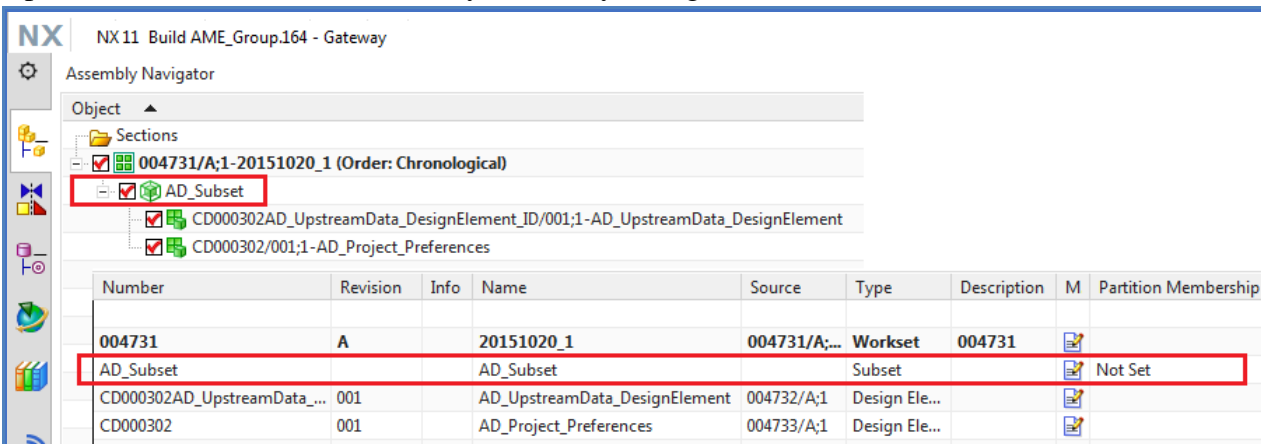 NX NX 11 Build AME_Group.164 - Gateway
Assembly Navigator
Object
Sections
004731/A;1-20151020_1 (Order: Chronological)
AD_Subset
CD000302AD_UpstreamData_DesignElement_ID/001;1-AD_UpstreamData_DesignElement
CD000302/001;1-AD_Project_Preferences
Number Revision Info Name Source Type Description M Partition Membership
004731 A 20151020_1 004731/A;... Workset 004731
AD_Subset AD_Subset Subset Not Set
CD000302AD_UpstreamData_... 001 AD_UpstreamData_DesignElement 004732/A;1 Design Ele...
CD000302 001 AD_Project_Preferences 004733/A;1 Design Ele...